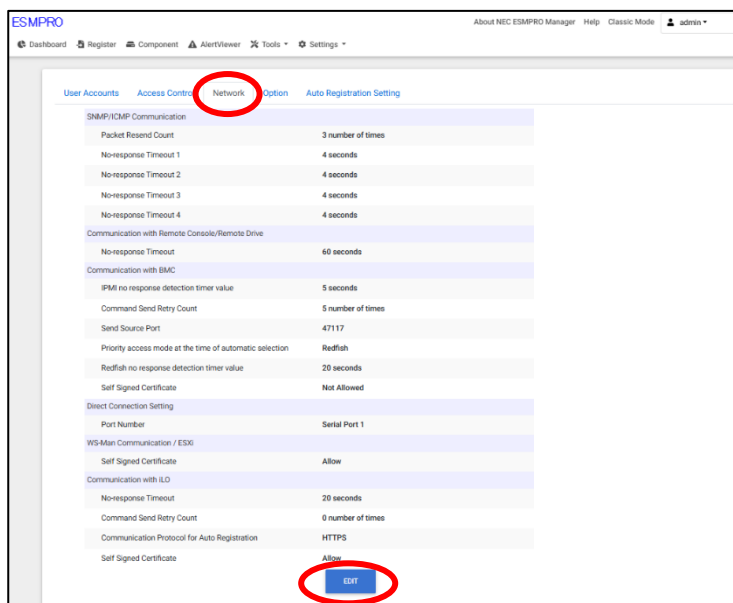 ESMPRO
About NEC ESMPRO Manager Help Classic Mode admin
Dashboard Register Component AlertViewer Tools Settings
User Accounts Access Contro Network Option Auto Registration Setting
SNMP/ICMP Communication
Packet Resend Count 3 number of times
No-response Timeout 1 4 seconds
No-response Timeout 2 4 seconds
No-response Timeout 3 4 seconds
No-response Timeout 4 4 seconds
Communication with Remote Console/Remote Drive
No-response Timeout 60 seconds
Communication with BMC
IPMI no response detection timer value 5 seconds
Command Send Retry Count 5 number of times
Send Source Port 47117
Priority access mode at the time of automatic selection Redfish
Redfish no response detection timer value 20 seconds
Self Signed Certificate Not Allowed
Direct Connection Setting
Port Number Serial Port 1
WS-Man Communication / ESXi
Self Signed Certificate Allow
Communication with iLO
No-response Timeout 20 seconds
Command Send Retry Count 0 number of times
Communication Protocol for Auto Registration HTTPS
Self Signed Certificate Allow
EDIT